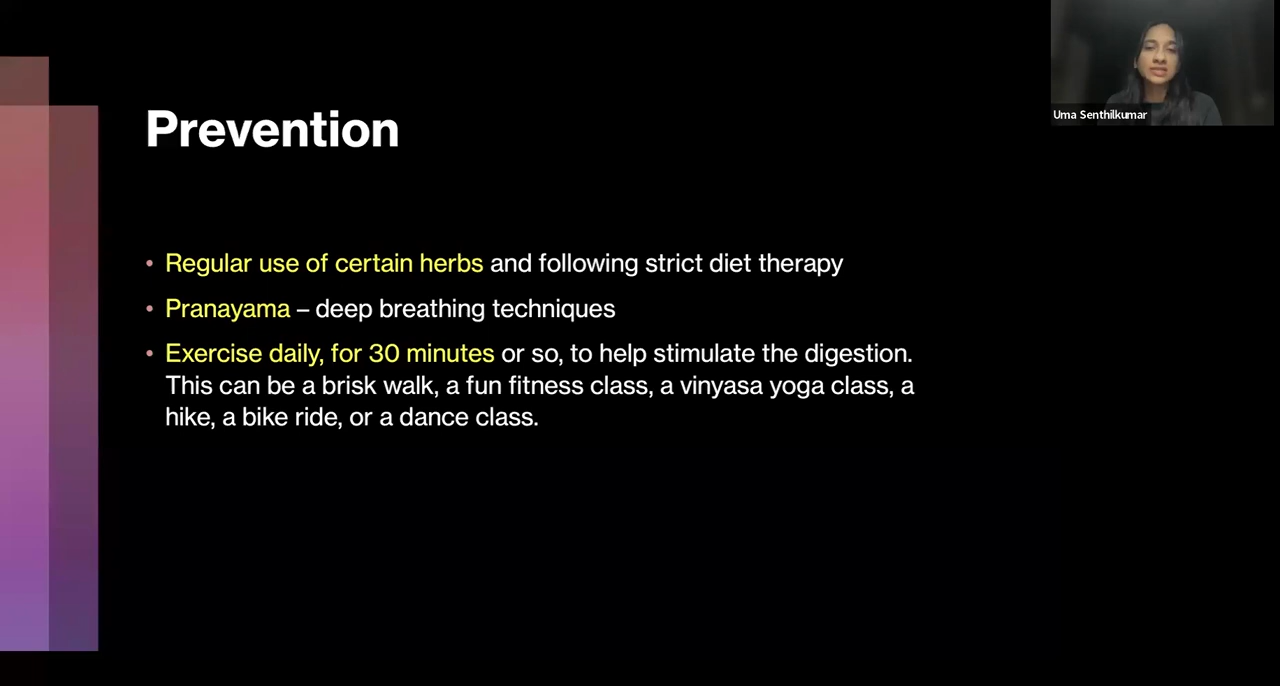 Uma Senthilkumar
Prevention
• Regular use of certain herbs and following strict diet therapy
• Pranayama – deep breathing techniques
• Exercise daily, for 30 minutes or so, to help stimulate the digestion.
This can be a brisk walk, a fun fitness class, a vinyasa yoga class, a
hike, a bike ride, or a dance class.